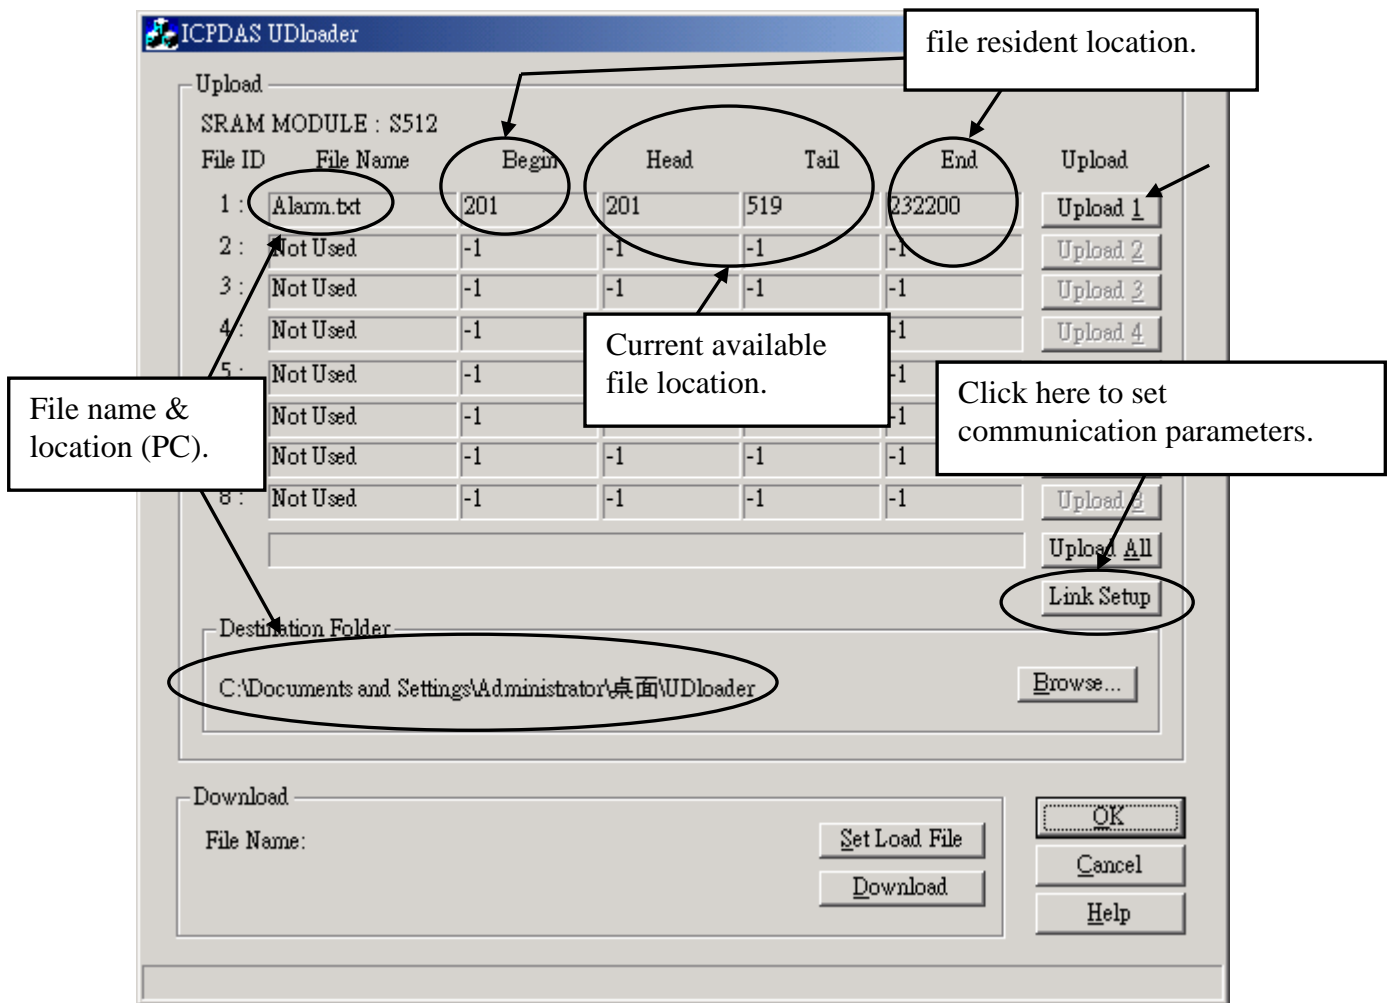 ICPDAS UDloader
file resident location.
Upload
SRAM MODULE : S512
File ID File Name Begin Head Tail End Upload
1 : Alarm.txt 201 201 519 232200 Upload 1
2 : Not Used -1 -1 -1 -1 Upload 2
3 : Not Used -1 -1 -1 -1 Upload 3
4 : Not Used -1 -1 Upload 4
Current available
file location.
5 : Not Used -1 -1
Click here to set
communication parameters.
File name &
location (PC).
Not Used -1 -1
Not Used -1 -1 -1 -1
8 : Not Used -1 -1 -1 -1 Upload 8
Upload All
Link Setup
Destination Folder
C:\Documents and Settings\Administrator\桌面\UDloader
Browse...
Download
File Name:
Set Load File
Download
OK
Cancel
Help